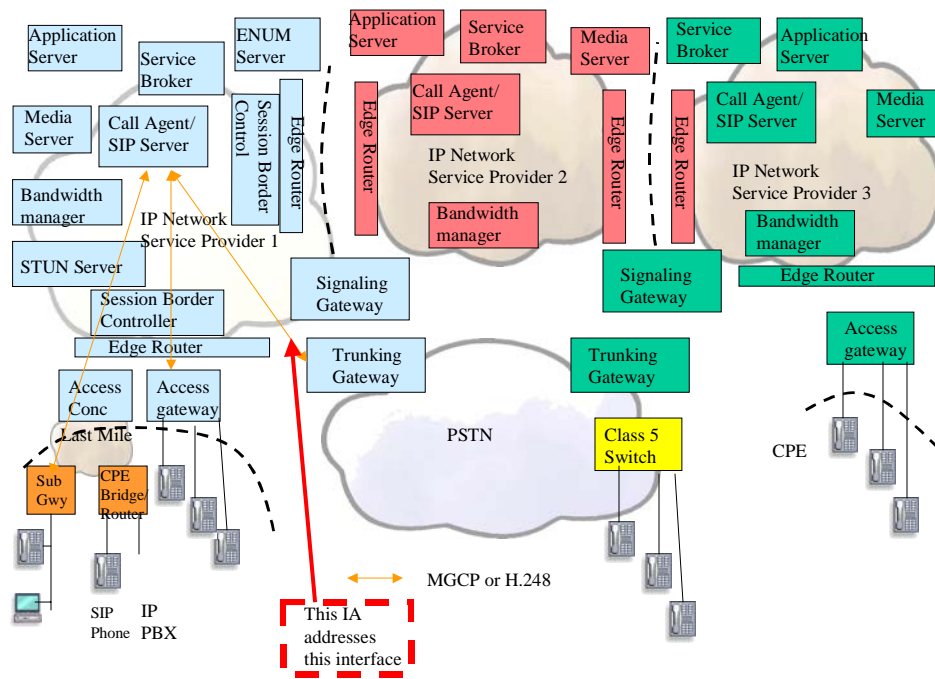 Application
Server
Service
Broker
ENUM
Server
Media
Server
Call Agent/
SIP Server
Session Border
Control
Edge Router
Bandwidth
manager
IP Network
Service Provider 1
STUN Server
Session Border
Controller
Edge Router
Signaling
Gateway
Access
Conc
Access
gateway
Trunking
Gateway
Last Mile
Sub
Gwy
CPE
Bridge/
Router
SIP
Phone
IP
PBX
Application
Server
Service
Broker
Media
Server
Edge Router
Call Agent/
SIP Server
Edge Router
IP Network
Service Provider 2
Bandwidth
manager
Service
Broker
Application
Server
Edge Router
Call Agent/
SIP Server
Media
Server
IP Network
Service Provider 3
Bandwidth
manager
Edge Router
Signaling
Gateway
Trunking
Gateway
Access
gateway
PSTN
Class 5
Switch
CPE
MGCP or H.248
This IA
addresses
this interface